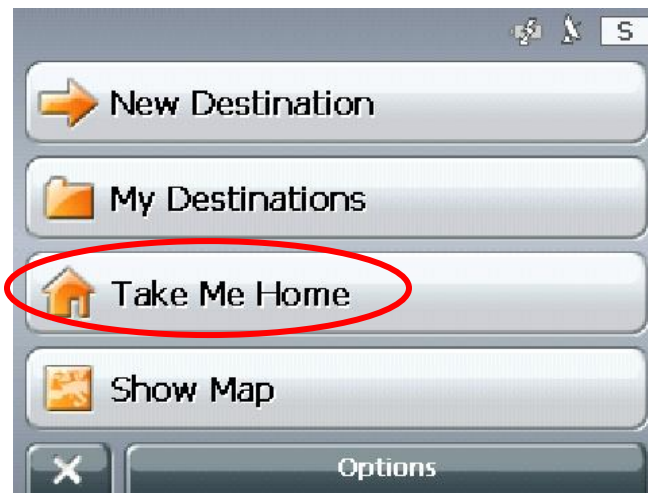 S
New Destination
My Destinations
Take Me Home
Show Map
Options